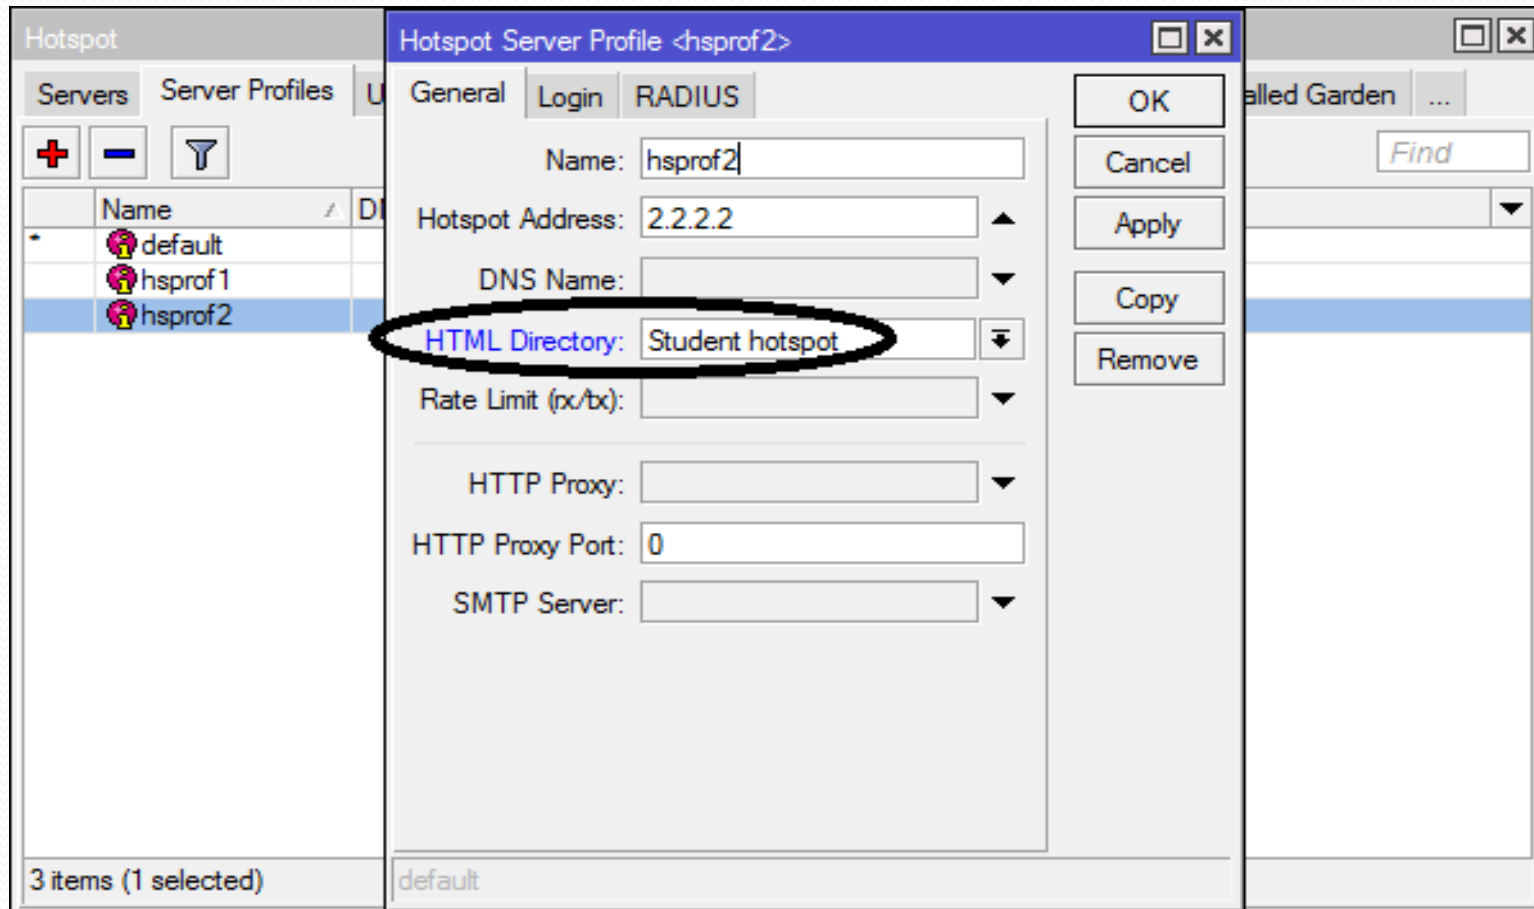 Hotspot
Servers Server Profiles U
Find
Name DI
* default
hsprof1
hsprof2
3 items (1 selected)
alled Garden ...
Hotspot Server Profile <hsprof2>
General Login RADIUS
Name: hsprof2
Hotspot Address: 2.2.2.2
DNS Name:
HTML Directory: Student hotspot
Rate Limit (rx/tx):
HTTP Proxy:
HTTP Proxy Port: 0
SMTP Server:
default
OK
Cancel
Apply
Copy
Remove